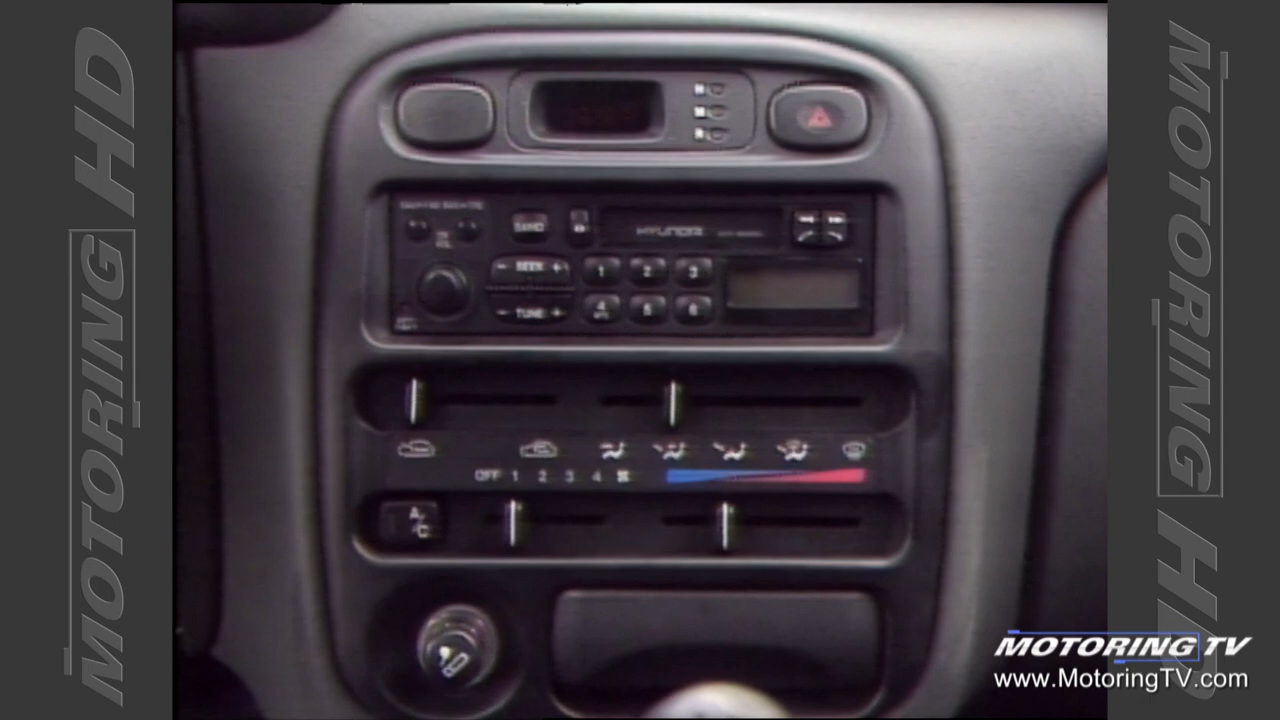 MOTORING HD
BAND
HYUNDAI
- SEEK +
1 2 3
- TUNE +
4 5 6
OFF 1 2 3 4
A/C
MOTORING HD
MOTORING TV
www.MotoringTV.com